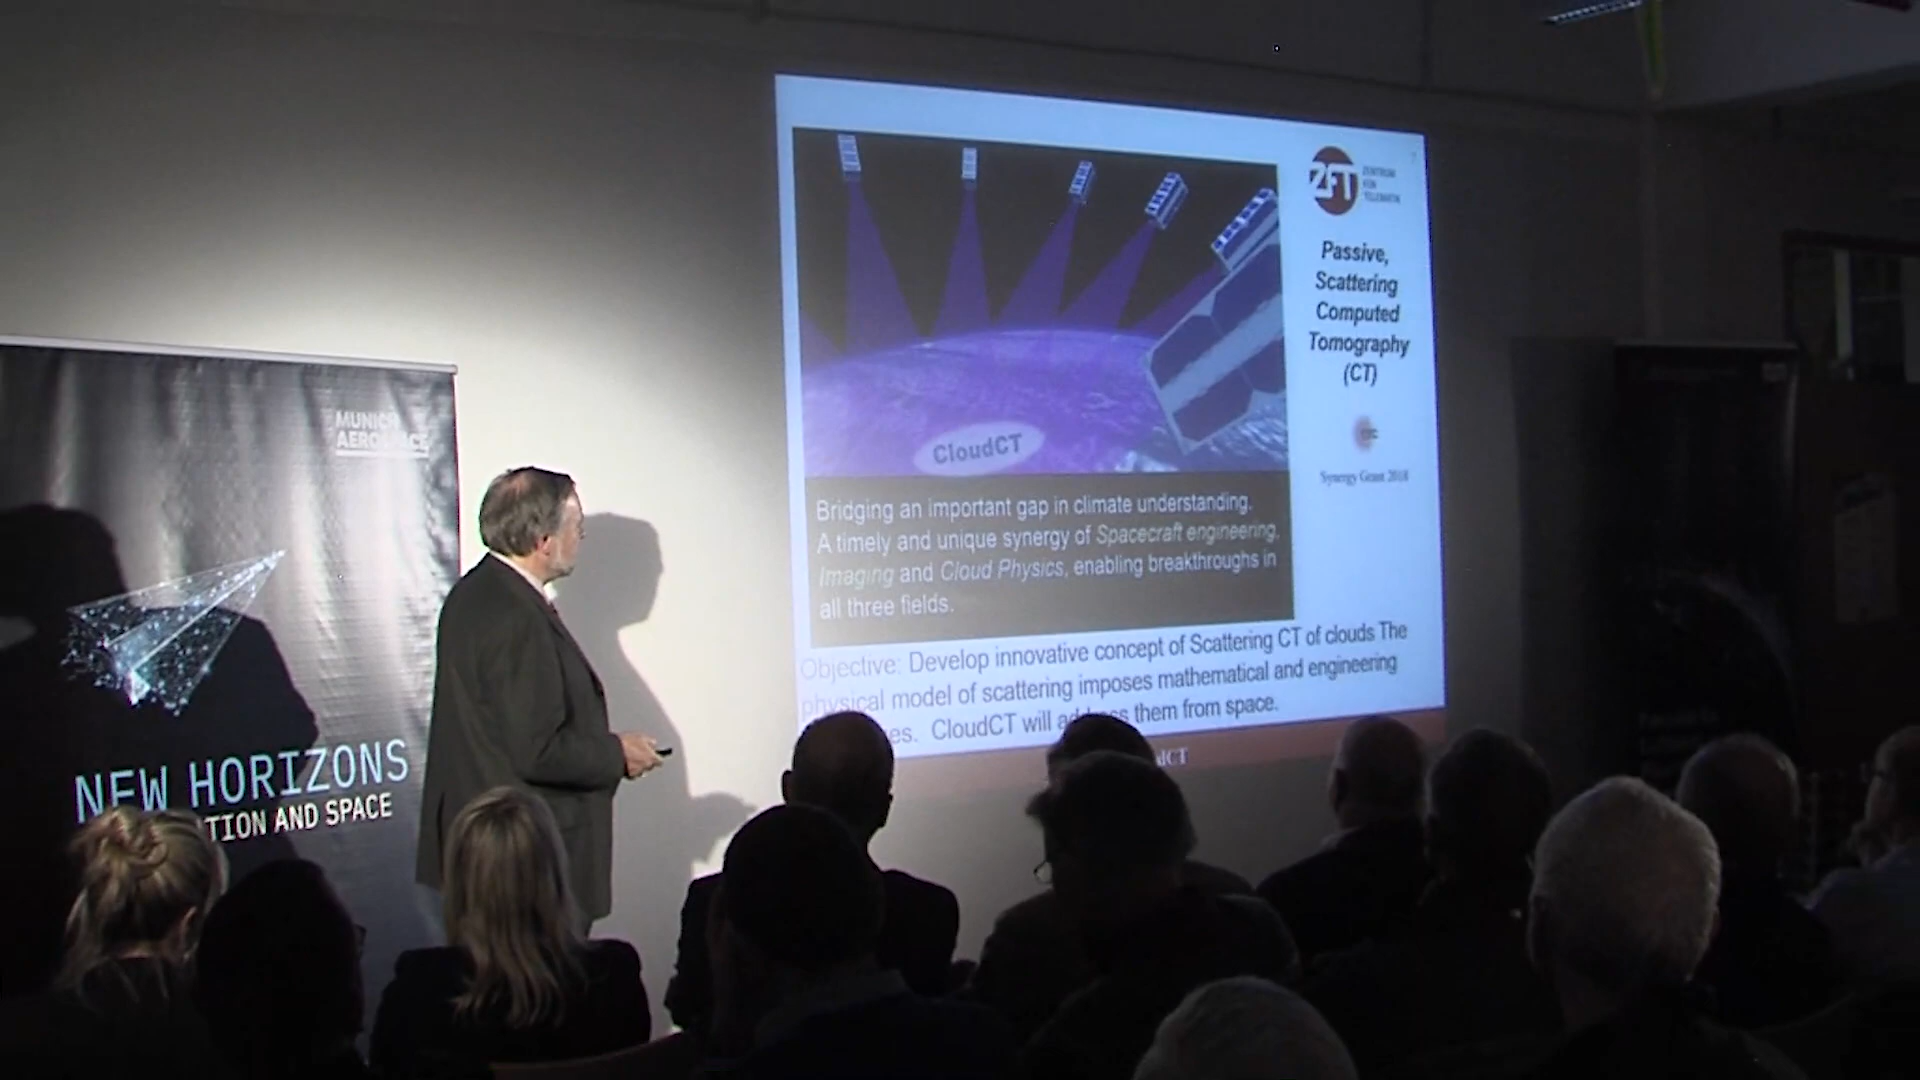 MUNICH
AEROSPACE
NEW HORIZONS
TION AND SPACE
ZFT
ZENTRUM
FÜR
TELEMATIK
Passive,
Scattering
Computed
Tomography
(CT)
Synergy Grant 2018
CloudCT
Bridging an important gap in climate understanding.
A timely and unique synergy of Spacecraft engineering,
Imaging and Cloud Physics, enabling breakthroughs in
all three fields.
Objective: Develop innovative concept of Scattering CT of clouds The
physical model of scattering imposes mathematical and engineering
es. CloudCT will address them from space.
dCT